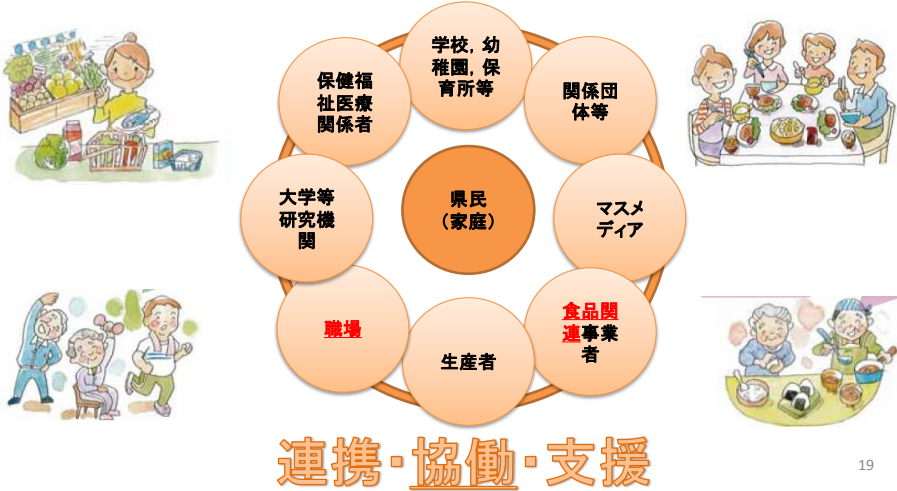 学校，幼
稚園，保
育所等
保健福
祉医療
関係者
関係団
体等
大学等
研究機
関
県民
（家庭）
マスメ
ディア
職場
食品関
連事業
者
生産者
連携・協働・支援
19